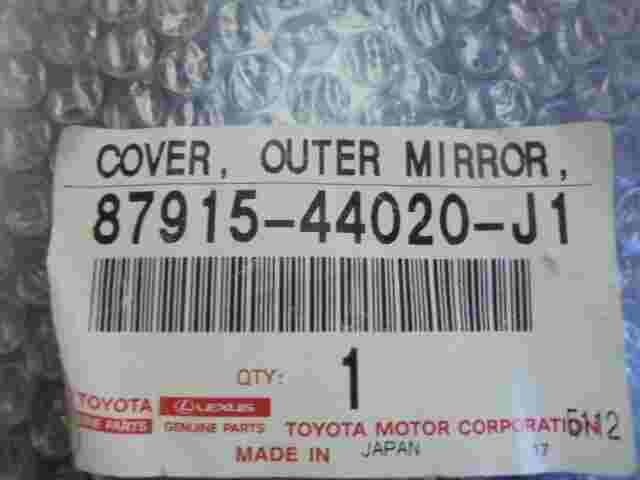 COVER, OUTER MIRROR,
87915-44020-J1
QTY: 1
TOYOTA
GENUINE PARTS
LEXUS
GENUINE PARTS
TOYOTA MOTOR CORPORATION
5112
MADE IN JAPAN 17